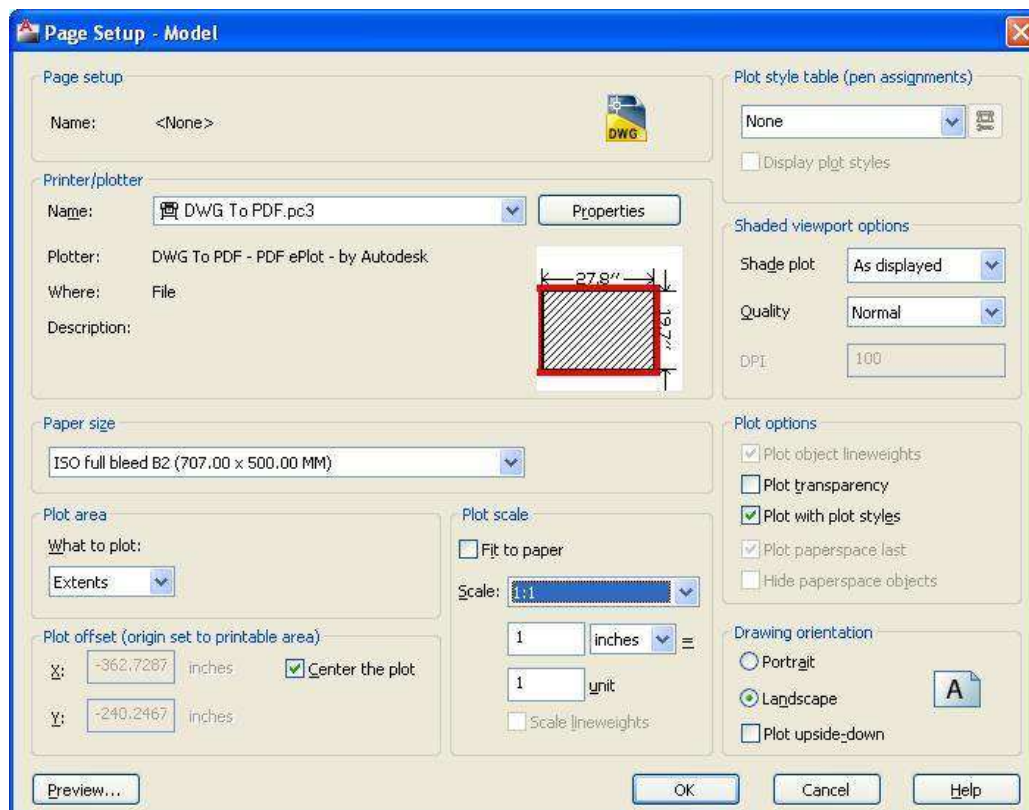 Page Setup - Model
Page setup
Name: <None>
DWG
Printer/plotter
Name: DWG To PDF.pc3 Properties
Plotter: DWG To PDF - PDF ePlot - by Autodesk
Where: File
Description:
27.8″
19.7″
Paper size
ISO full bleed B2 (707.00 x 500.00 MM)
Plot area
What to plot:
Extents
Plot offset (origin set to printable area)
X: -362.7287 inches Center the plot
Y: -240.2467 inches
Plot scale
Fit to paper
Scale: 1:1
1 inches =
1 unit
Scale lineweights
Plot style table (pen assignments)
None
Display plot styles
Shaded viewport options
Shade plot As displayed
Quality Normal
DPI 100
Plot options
Plot object lineweights
Plot transparency
Plot with plot styles
Plot paperspace last
Hide paperspace objects
Drawing orientation
Portrait
Landscape
Plot upside-down
A
Preview... OK Cancel Help